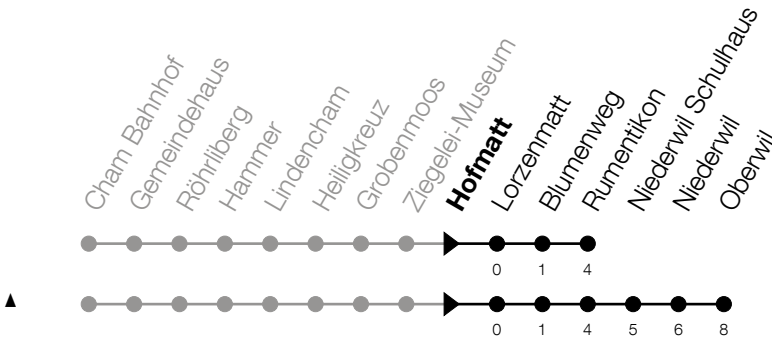 Cham Bahnhof
Gemeindehaus
Röhrliberg
Hammer
Lindencham
Heiligkreuz
Grobenmoos
Ziegelei-Museum
Hofmatt
Lorzenmatt
Blumenweg
Rumentikon
Niederwil Schulhaus
Niederwil
Oberwil
0 1 4
0 1 4 5 6 8